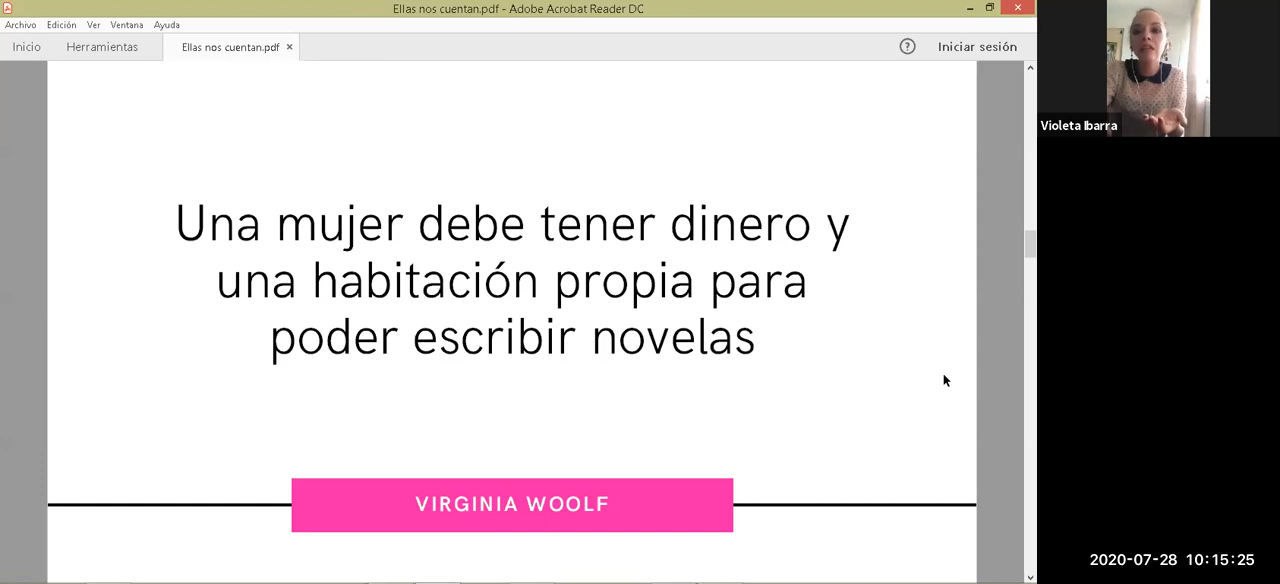 Ellas nos cuentan.pdf - Adobe Acrobat Reader DC
Archivo Edición Ver Ventana Ayuda
Inicio Herramientas Ellas nos cuentan.pdf × ? Iniciar sesión
Una mujer debe tener dinero y
una habitación propia para
poder escribir novelas
VIRGINIA WOOLF
Violeta Ibarra
2020-07-28 10:15:25